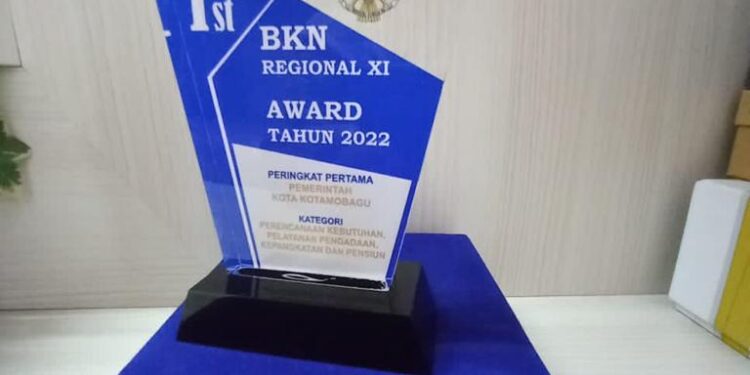 1st
BKN
REGIONAL XI
AWARD
TAHUN 2022
PERINGKAT PERTAMA
PEMERINTAH
KOTA KOTAMOBAGU
KATEGORI
PERENCANAAN KEBUTUHAN,
PELAYANAN PENGADAAN,
KEPANGKATAN DAN PENSIUN